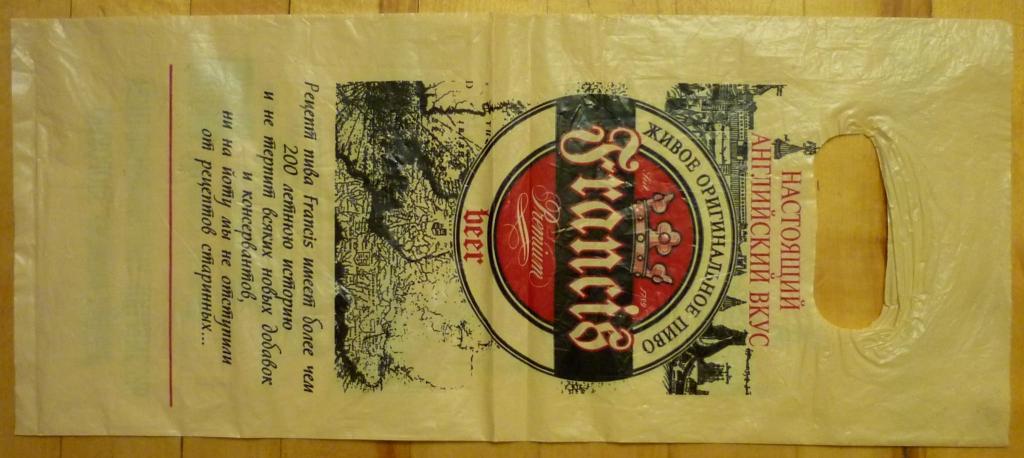 НАСТОЯЩИЙ
АНГЛИЙСКИЙ ВКУС
ЖИВОЕ ОРИГИНАЛЬНОЕ ПИВО
1719
Francis
Premium
beer
Рецепт пива Francis имеет более чем
200 летнюю историю
и не терпит всяких новых добавок
и консервантов,
ни на йоту мы не отступили
от рецептов старинных...